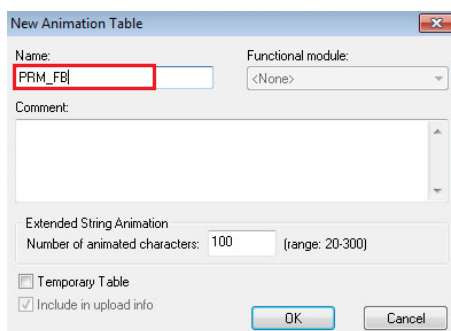 New Animation Table
Name: Functional module:
PRM_FB <None>
Comment:
Extended String Animation
Number of animated characters: 100 (range: 20-300)
Temporary Table
Include in upload info
OK Cancel